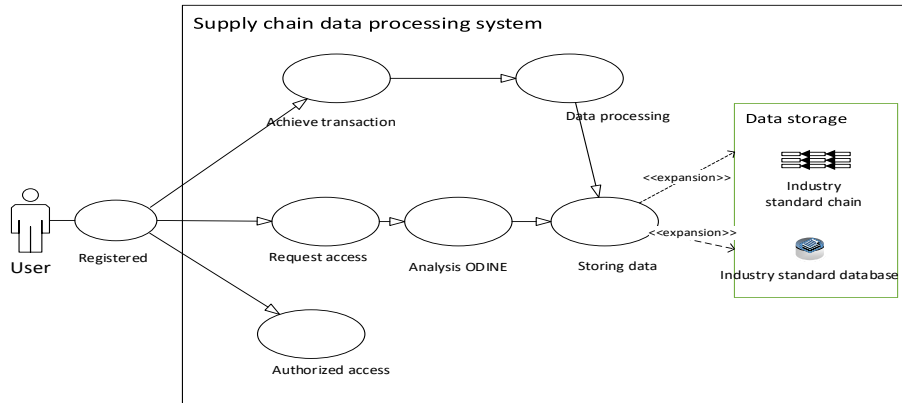 Supply chain data processing system
Achieve transaction
Data processing
Data storage
<<expansion>>
Industry
standard chain
<<expansion>>
User
Registered
Request access
Analysis ODINE
Storing data
Industry standard database
Authorized access